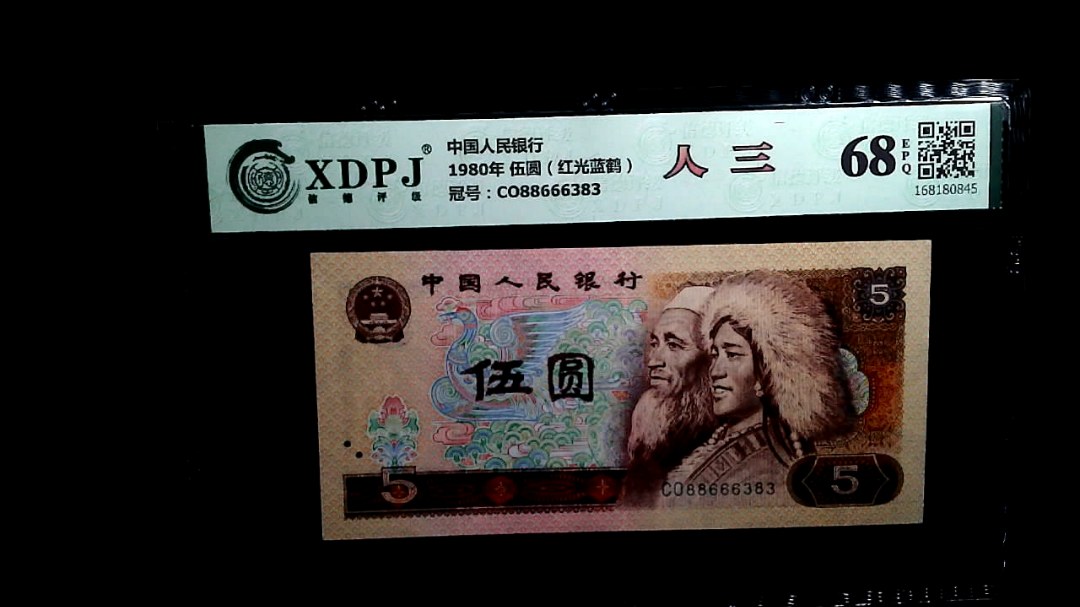 XDPJ®
信博评级
中国人民银行
1980年 伍圆（红光蓝鹤）
冠号：CO88666383
人三
68
EPQ
168180845
中国人民银行
5
伍圆
5
CO88666383
5